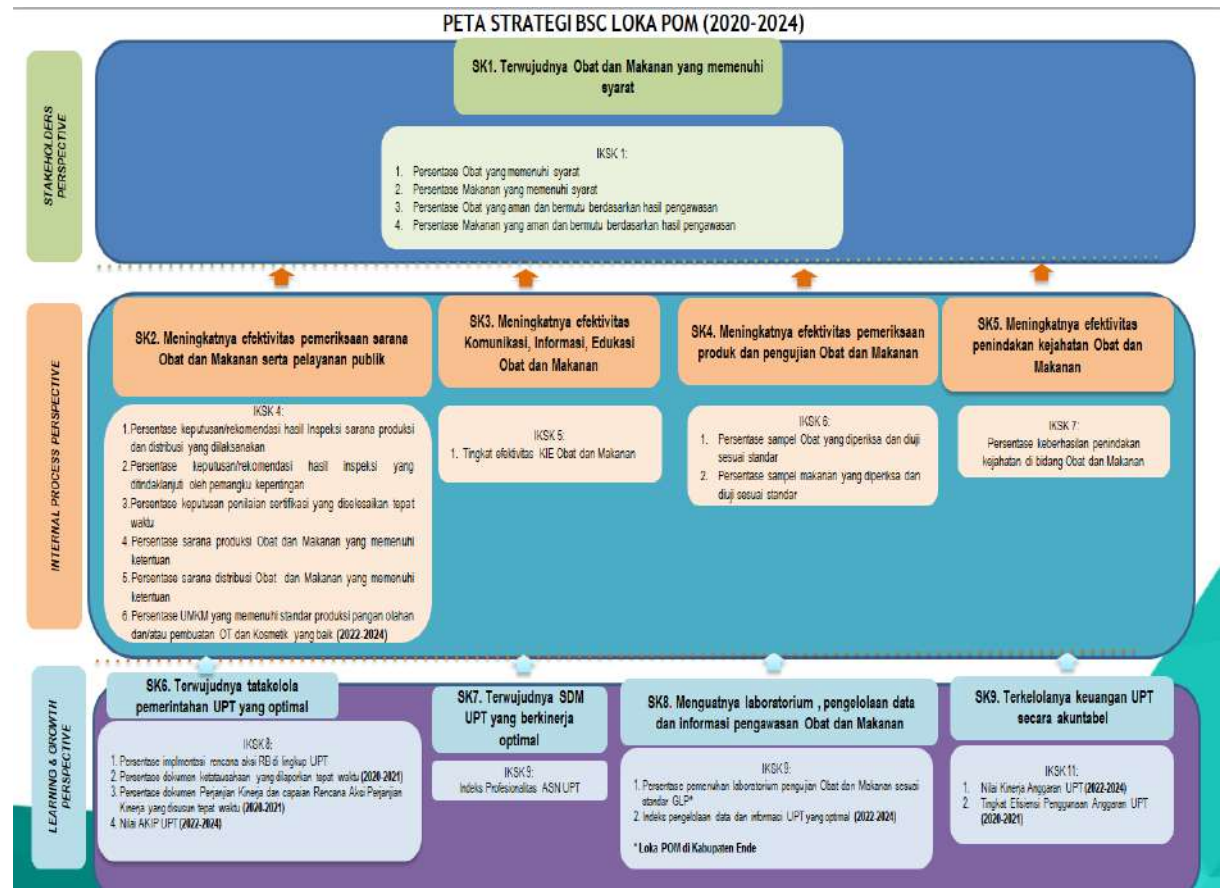 PETA STRATEGI BSC LOKA POM (2020-2024)
STAKEHOLDERS
PERSPECTIVE
SK1. Terwujudnya Obat dan Makanan yang memenuhi
syarat
IKSK 1:
1. Persentase Obat yang memenuhi syarat
2. Persentase Makanan yang memenuhi syarat
3. Persentase Obat yang aman dan bermutu berdasarkan hasil pengawasan
4. Persentase Makanan yang aman dan bermutu berdasarkan hasil pengawasan
INTERNAL PROCESS PERSPECTIVE
SK2. Meningkatnya efektivitas pemeriksaan sarana
Obat dan Makanan serta pelayanan publik
IKSK 4:
1.Persentase keputusan/rekomendasi hasil Inspeksi sarana produksi
dan distribusi yang dilaksanakan
2.Persentase keputusan/rekomendasi hasil inspeksi yang
ditindaklanjuti oleh pemangku kepentingan
3.Persentase keputusan penilaian sertifikasi yang diselesaikan tepat
waktu
4.Persentase sarana produksi Obat dan Makanan yang memenuhi
ketentuan
5.Persentase sarana distribusi Obat dan Makanan yang memenuhi
ketentuan
6.Persentase UMKM yang memenuhi standar produksi pangan olahan
dan/atau pembuatan OT dan Kosmetik yang baik (2022-2024)
SK3. Meningkatnya efektivitas
Komunikasi, Informasi, Edukasi
Obat dan Makanan
IKSK 5:
1. Tingkat efektivitas KIE Obat dan Makanan
SK4. Meningkatnya efektivitas pemeriksaan
produk dan pengujian Obat dan Makanan
IKSK 6:
1. Persentase sampel Obat yang diperiksa dan diuji
sesuai standar
2. Persentase sampel makanan yang diperiksa dan
diuji sesuai standar
SK5. Meningkatnya efektivitas
penindakan kejahatan Obat dan
Makanan
IKSK 7:
Persentase keberhasilan penindakan
kejahatan di bidang Obat dan Makanan
LEARNING & GROWTH
PERSPECTIVE
SK6. Terwujudnya tatakelola
pemerintahan UPT yang optimal
IKSK 8:
1. Persentase implmentasi rencana aksi RB di lingkup UPT
2. Persentase dokumen ketatausahaan yang dilaporkan tepat waktu (2020-2021)
3. Persentase dokumen Perjanjian Kinerja dan capaian Rencana Aksi Perjanjian
Kinerja yang disusun tepat waktu (2020-2021)
4. Nilai AKIP UPT (2022-2024)
SK7. Terwujudnya SDM
UPT yang berkinerja
optimal
IKSK 9:
Indeks Profesionalitas ASN UPT
SK8. Menguatnya laboratorium , pengelolaan data
dan informasi pengawasan Obat dan Makanan
IKSK 9:
1. Persentase pemenuhan laboratorium pengujian Obat dan Makanan sesuai
standar GLP*
2. Indeks pengelolaan data dan informasi UPT yang optimal (2022-2024)
* Loka POM di Kabupaten Ende
SK9. Terkelolanya keuangan UPT
secara akuntabel
IKSK 11:
1. Nilai Kinerja Anggaran UPT (2022-2024)
2. Tingkat Efisiensi Penggunaan Anggaran UPT
(2020-2021)